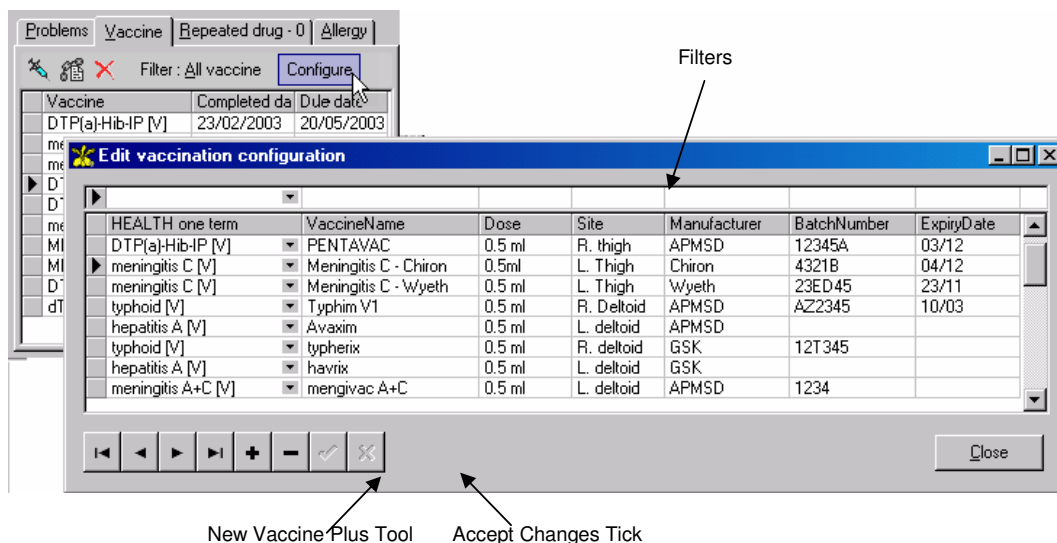 Problems Vaccine Repeated drug - 0 Allergy
Filter : All vaccine Configure
Filters
Vaccine Completed da Due date
DTP(a)-Hib-IP [V] 23/02/2003 20/05/2003
me
me
D
D
me
MI
MI
D
dT
Edit vaccination configuration
HEALTH one term VaccineName Dose Site Manufacturer BatchNumber ExpiryDate
DTP(a)-Hib-IP [V] PENTAVAC 0.5 ml R. thigh APMSD 12345A 03/12
meningitis C [V] Meningitis C - Chiron 0.5ml L. Thigh Chiron 4321B 04/12
meningitis C [V] Meningitis C - Wyeth 0.5 ml L. Thigh Wyeth 23ED45 23/11
typhoid [V] Typhim V1 0.5 ml R. Deltoid APMSD AZ2345 10/03
hepatitis A [V] Avaxim 0.5 ml L. deltoid APMSD
typhoid [V] typherix 0.5 ml R. deltoid GSK 12T345
hepatitis A [V] havrix 0.5 ml L. deltoid GSK
meningitis A+C [V] mengivac A+C 0.5 ml L. deltoid APMSD 1234
Close
New Vaccine Plus Tool Accept Changes Tick